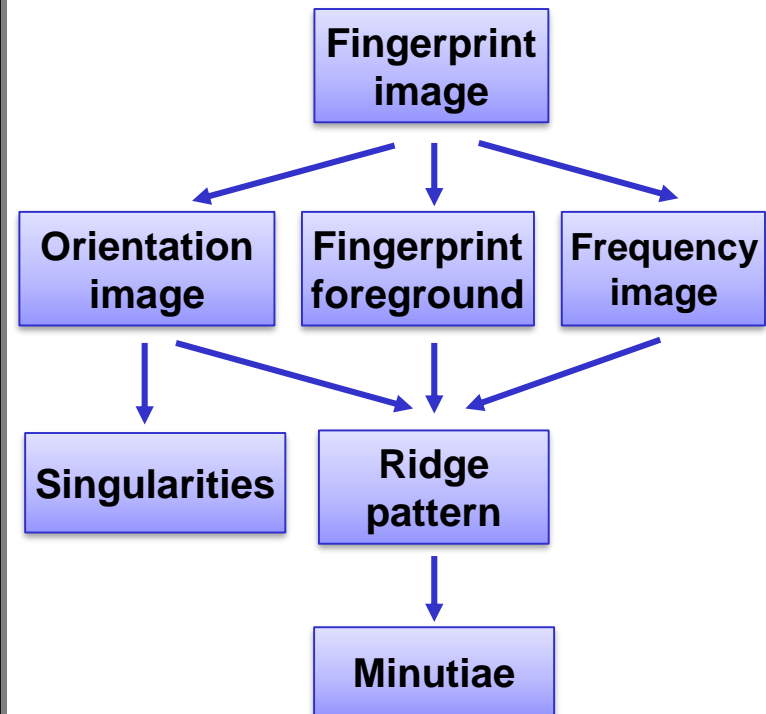 Fingerprint
image
Orientation
image
Fingerprint
foreground
Frequency
image
Singularities
Ridge
pattern
Minutiae